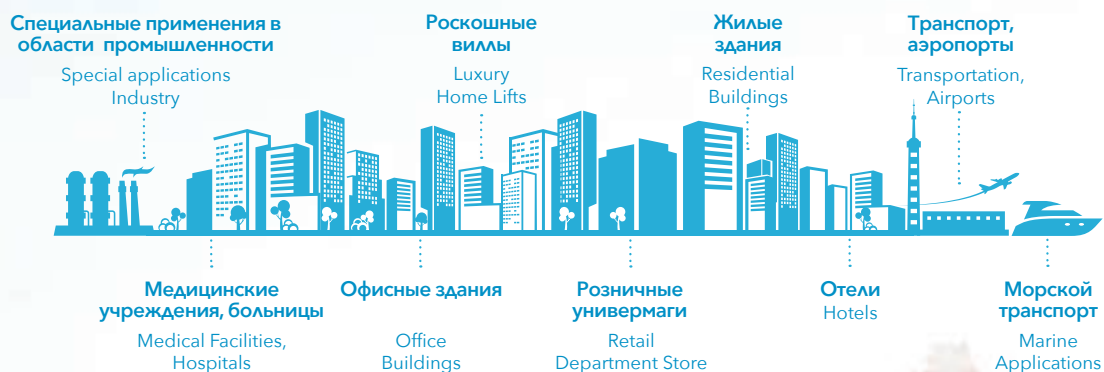 Специальные применения в
области промышленности
Special applications
Industry
Роскошные
виллы
Luxury
Home Lifts
Жилые
здания
Residential
Buildings
Транспорт,
аэропорты
Transportation,
Airports
Медицинские
учреждения, больницы
Medical Facilities,
Hospitals
Офисные здания
Office
Buildings
Розничные
универмаги
Retail
Department Store
Отели
Hotels
Морской
транспорт
Marine
Applications